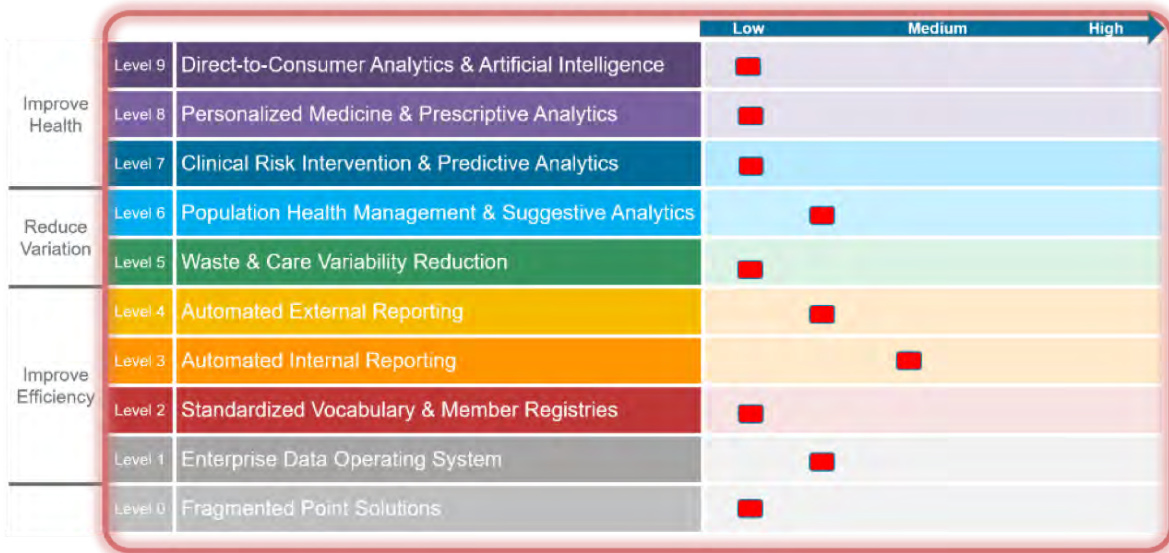 Low Medium High
Improve
Health
Level 9 Direct-to-Consumer Analytics & Artificial Intelligence
Level 8 Personalized Medicine & Prescriptive Analytics
Level 7 Clinical Risk Intervention & Predictive Analytics
Reduce
Variation
Level 6 Population Health Management & Suggestive Analytics
Level 5 Waste & Care Variability Reduction
Improve
Efficiency
Level 4 Automated External Reporting
Level 3 Automated Internal Reporting
Level 2 Standardized Vocabulary & Member Registries
Level 1 Enterprise Data Operating System
Level 0 Fragmented Point Solutions